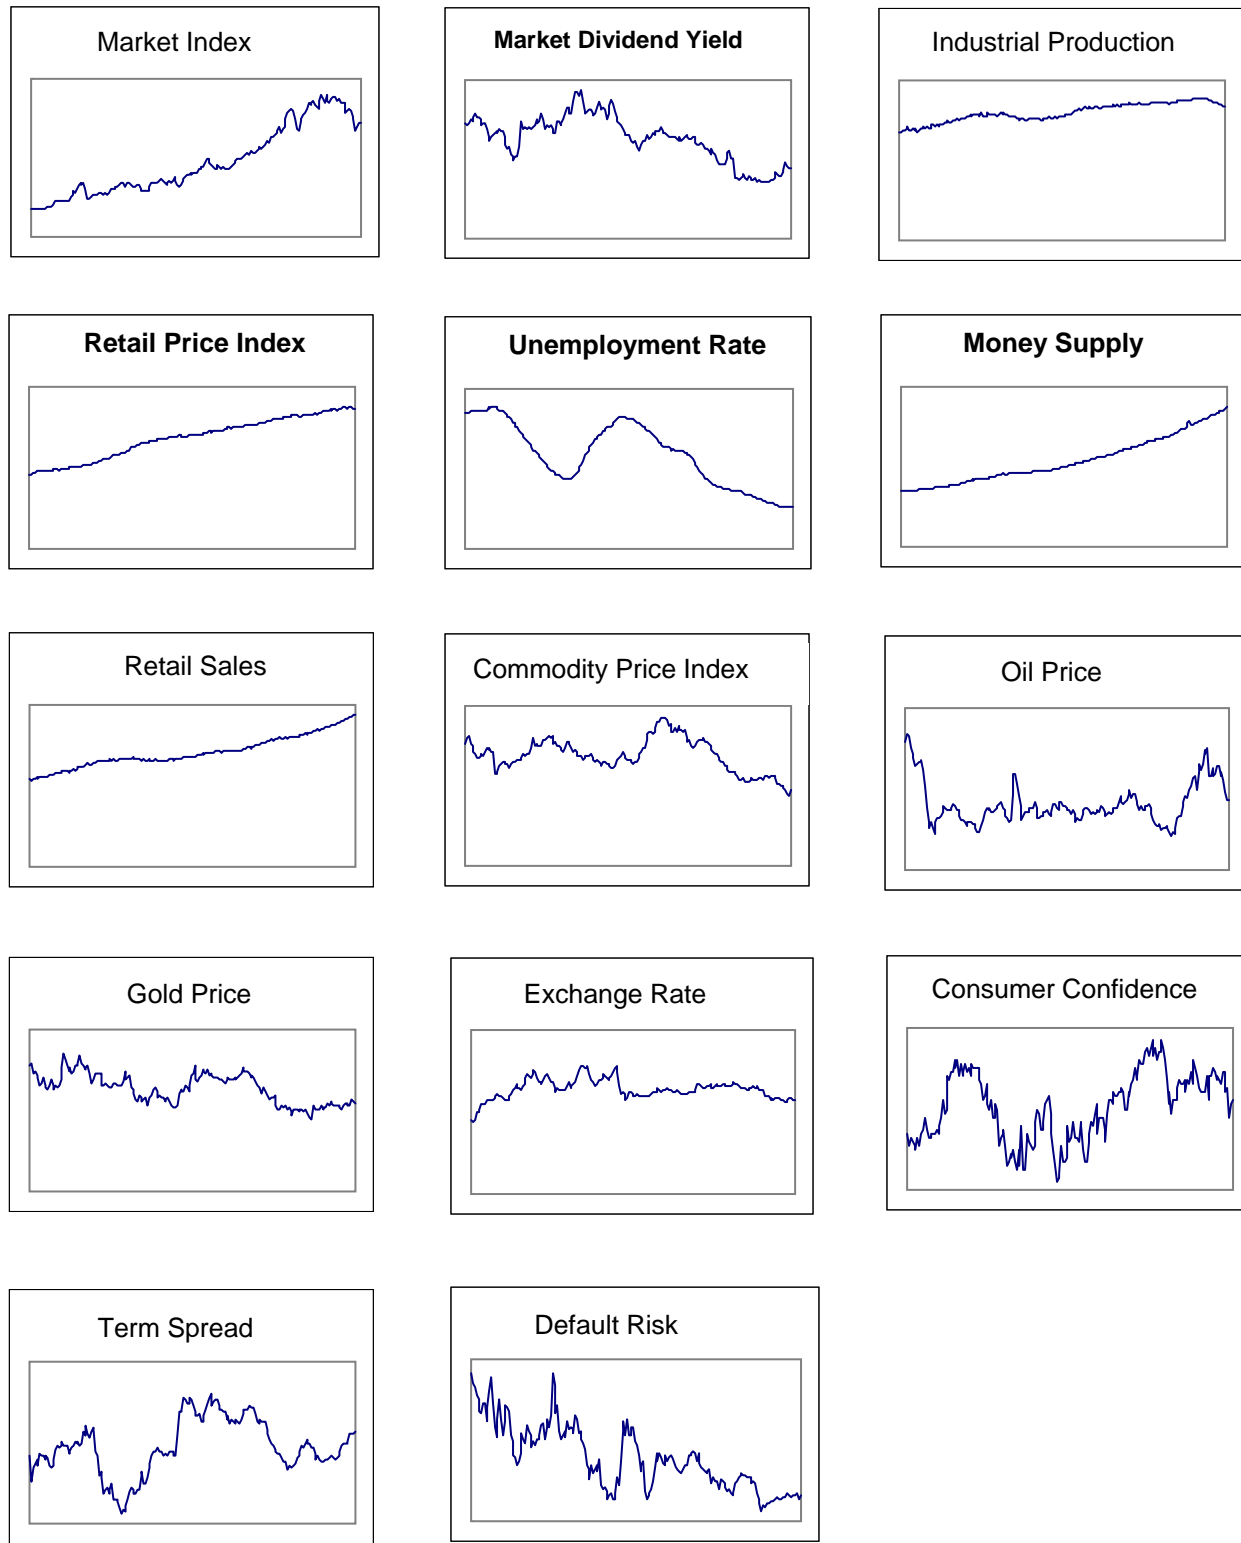 Market Index
Market Dividend Yield
Industrial Production
Retail Price Index
Unemployment Rate
Money Supply
Retail Sales
Commodity Price Index
Oil Price
Gold Price
Exchange Rate
Consumer Confidence
Term Spread
Default Risk